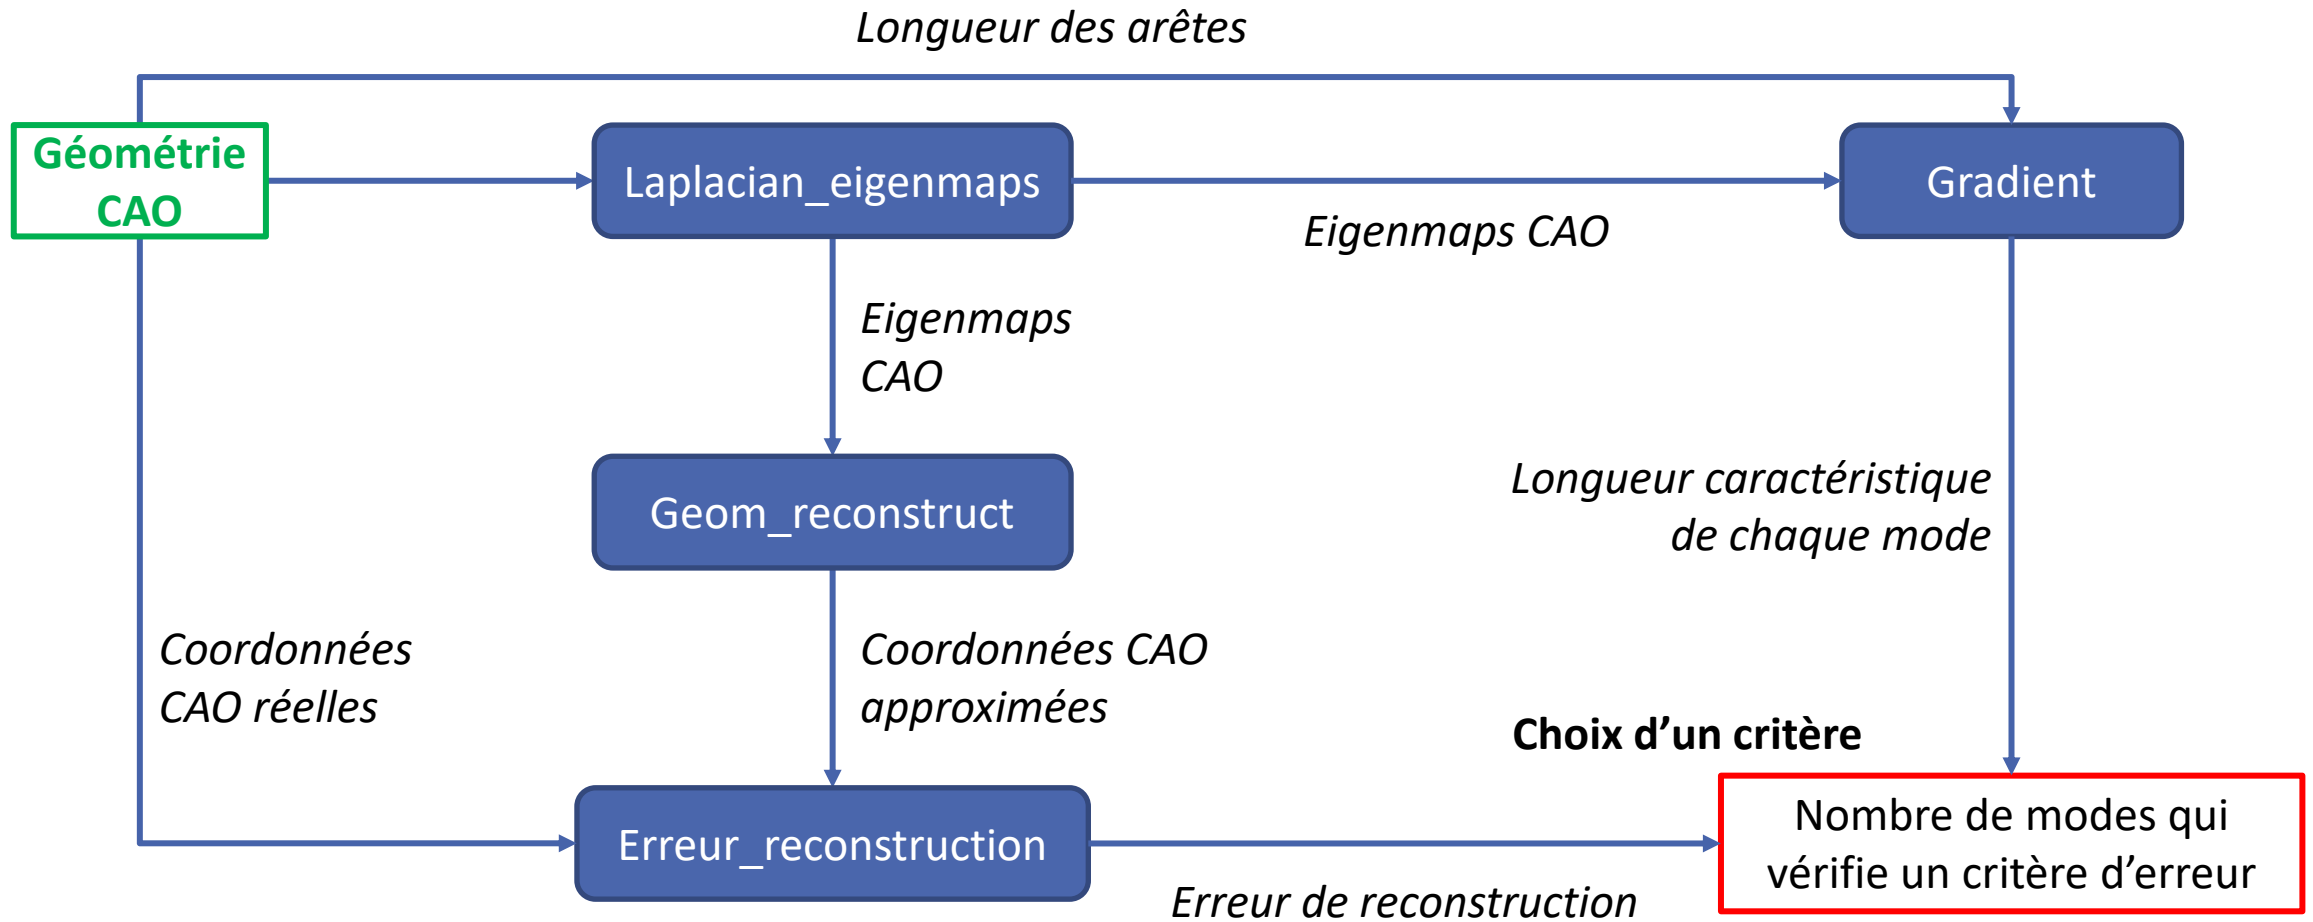 Longueur des arêtes
Géométrie
CAO
Laplacian_eigenmaps
Gradient
Eigenmaps CAO
Eigenmaps
CAO
Longueur caractéristique
de chaque mode
Geom_reconstruct
Coordonnées
CAO réelles
Coordonnées CAO
approximées
Choix d’un critère
Erreur_reconstruction
Nombre de modes qui
vérifie un critère d’erreur
Erreur de reconstruction